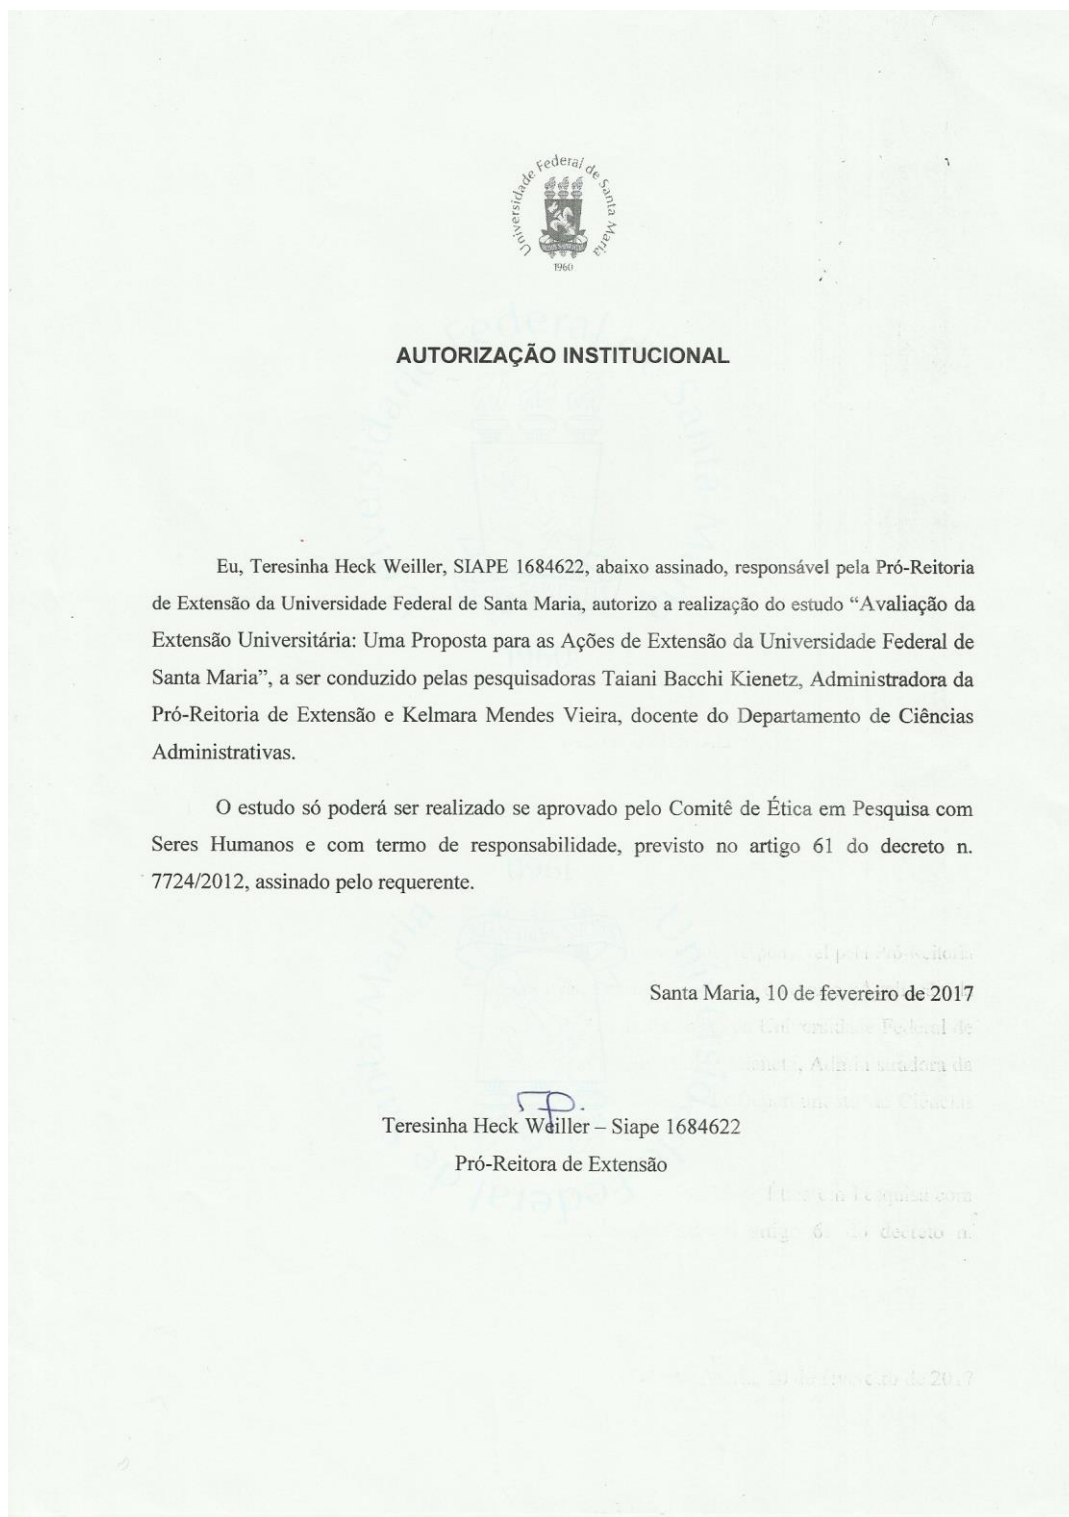 Universidade Federal de Santa Maria
1960
AUTORIZAÇÃO INSTITUCIONAL
Eu, Teresinha Heck Weiller, SIAPE 1684622, abaixo assinado, responsável pela Pró-Reitoria
de Extensão da Universidade Federal de Santa Maria, autorizo a realização do estudo “Avaliação da
Extensão Universitária: Uma Proposta para as Ações de Extensão da Universidade Federal de
Santa Maria”, a ser conduzido pelas pesquisadoras Taiani Bacchi Kienetz, Administradora da
Pró-Reitoria de Extensão e Kelmara Mendes Vieira, docente do Departamento de Ciências
Administrativas.
O estudo só poderá ser realizado se aprovado pelo Comitê de Ética em Pesquisa com
Seres Humanos e com termo de responsabilidade, previsto no artigo 61 do decreto n.
7724/2012, assinado pelo requerente.
Santa Maria, 10 de fevereiro de 2017
Teresinha Heck Weiller – Siape 1684622
Pró-Reitora de Extensão